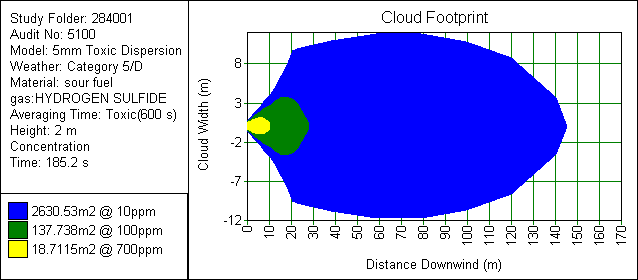 Study Folder: 284001
Audit No: 5100
Model: 5mm Toxic Dispersion
Weather: Category 5/D
Material: sour fuel
gas:HYDROGEN SULFIDE
Averaging Time: Toxic(600 s)
Height: 2 m
Concentration
Time: 185.2 s
2630.53m2 @ 10ppm
137.738m2 @ 100ppm
18.7115m2 @ 700ppm
Cloud Footprint
Cloud Width (m)
8
3
-2
-7
-12
0 10 20 30 40 50 60 70 80 90 100 110 120 130 140 150 160 170
Distance Downwind (m)